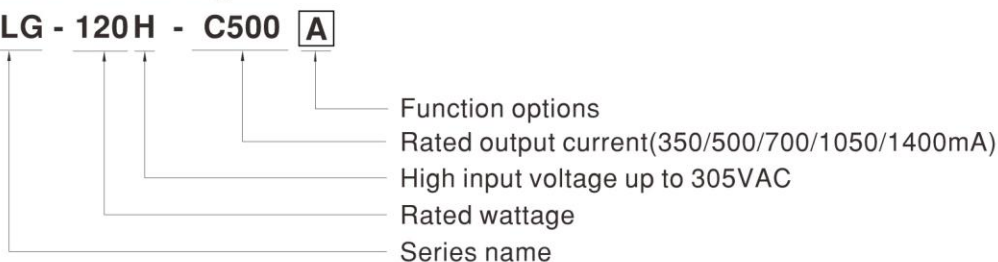 LG - 120H - C500 A
Function options
Rated output current(350/500/700/1050/1400mA)
High input voltage up to 305VAC
Rated wattage
Series name